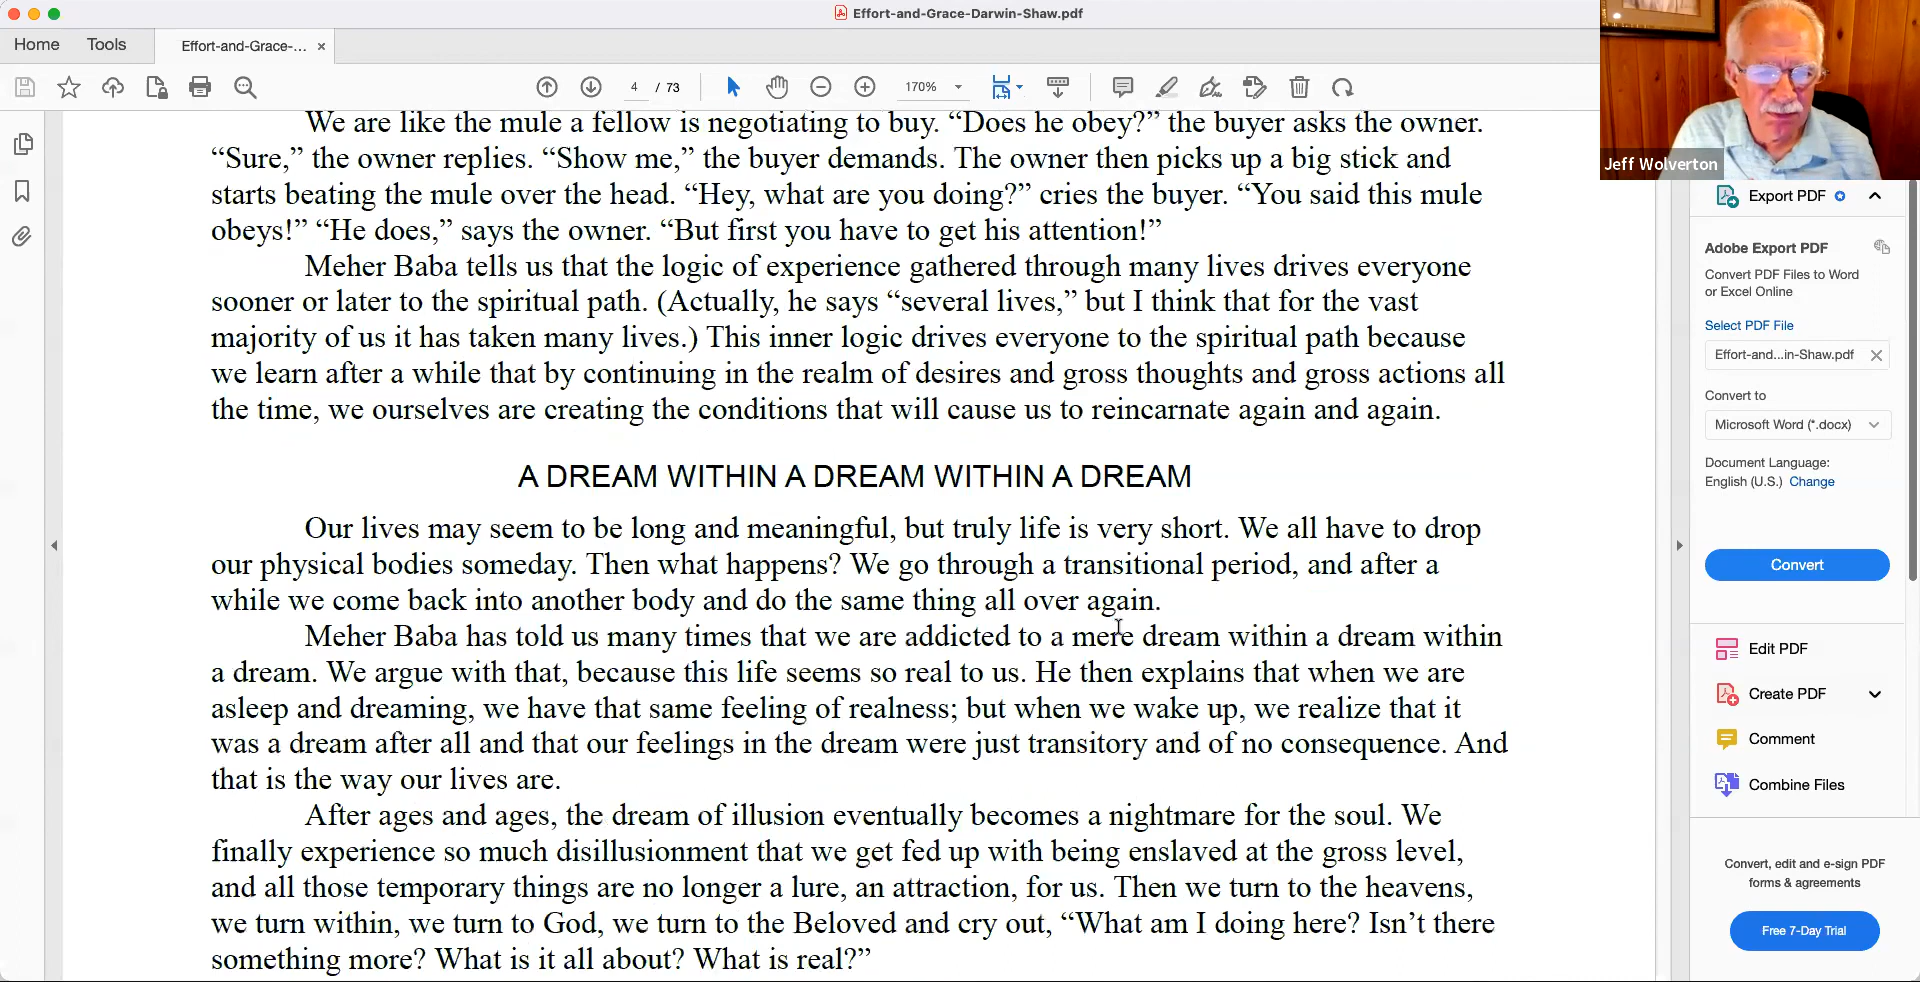 Effort-and-Grace-Darwin-Shaw.pdf
Home Tools Effort-and-Grace-... ×
4 / 73 170%
Jeff Wolverton
We are like the mule a fellow is negotiating to buy. “Does he obey?” the buyer asks the owner.
“Sure,” the owner replies. “Show me,” the buyer demands. The owner then picks up a big stick and
starts beating the mule over the head. “Hey, what are you doing?” cries the buyer. “You said this mule
obeys!” “He does,” says the owner. “But first you have to get his attention!”
Meher Baba tells us that the logic of experience gathered through many lives drives everyone
sooner or later to the spiritual path. (Actually, he says “several lives,” but I think that for the vast
majority of us it has taken many lives.) This inner logic drives everyone to the spiritual path because
we learn after a while that by continuing in the realm of desires and gross thoughts and gross actions all
the time, we ourselves are creating the conditions that will cause us to reincarnate again and again.
A DREAM WITHIN A DREAM WITHIN A DREAM
Our lives may seem to be long and meaningful, but truly life is very short. We all have to drop
our physical bodies someday. Then what happens? We go through a transitional period, and after a
while we come back into another body and do the same thing all over again.
Meher Baba has told us many times that we are addicted to a mere dream within a dream within
a dream. We argue with that, because this life seems so real to us. He then explains that when we are
asleep and dreaming, we have that same feeling of realness; but when we wake up, we realize that it
was a dream after all and that our feelings in the dream were just transitory and of no consequence. And
that is the way our lives are.
After ages and ages, the dream of illusion eventually becomes a nightmare for the soul. We
finally experience so much disillusionment that we get fed up with being enslaved at the gross level,
and all those temporary things are no longer a lure, an attraction, for us. Then we turn to the heavens,
we turn within, we turn to God, we turn to the Beloved and cry out, “What am I doing here? Isn’t there
something more? What is it all about? What is real?”
Export PDF
Adobe Export PDF
Convert PDF Files to Word
or Excel Online
Select PDF File
Effort-and...in-Shaw.pdf
Convert to
Microsoft Word (*.docx)
Document Language:
English (U.S.) Change
Convert
Edit PDF
Create PDF
Comment
Combine Files
Convert, edit and e-sign PDF
forms & agreements
Free 7-Day Trial